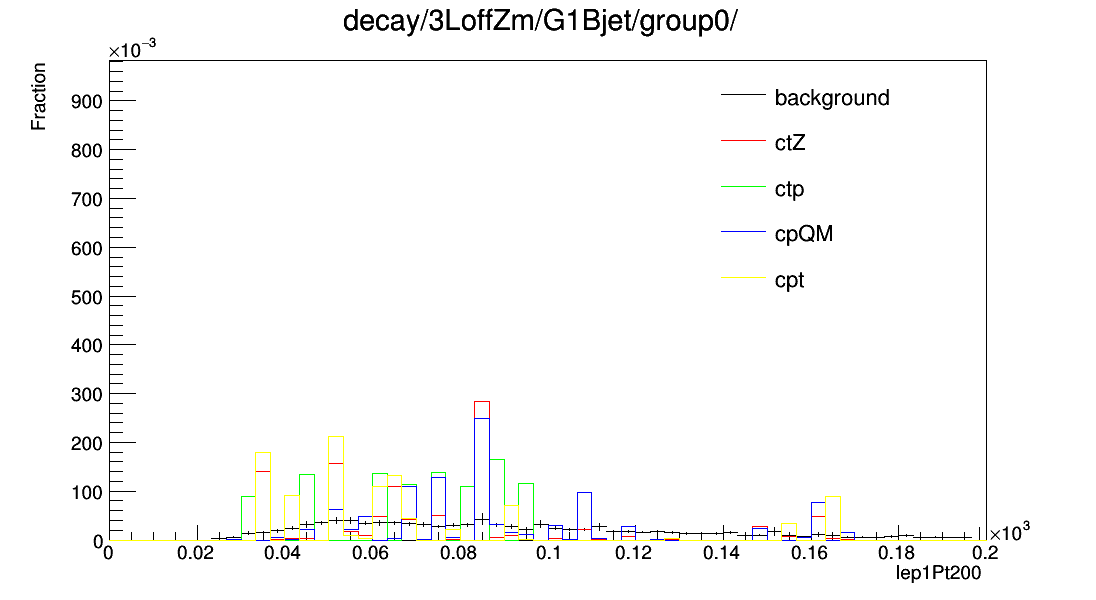 decay/3LoffZm/G1Bjet/group0/
×10⁻³
Fraction
900
800
700
600
500
400
300
200
100
0
background
ctZ
ctp
cpQM
cpt
0 0.02 0.04 0.06 0.08 0.1 0.12 0.14 0.16 0.18 0.2 ×10³
lep1Pt200